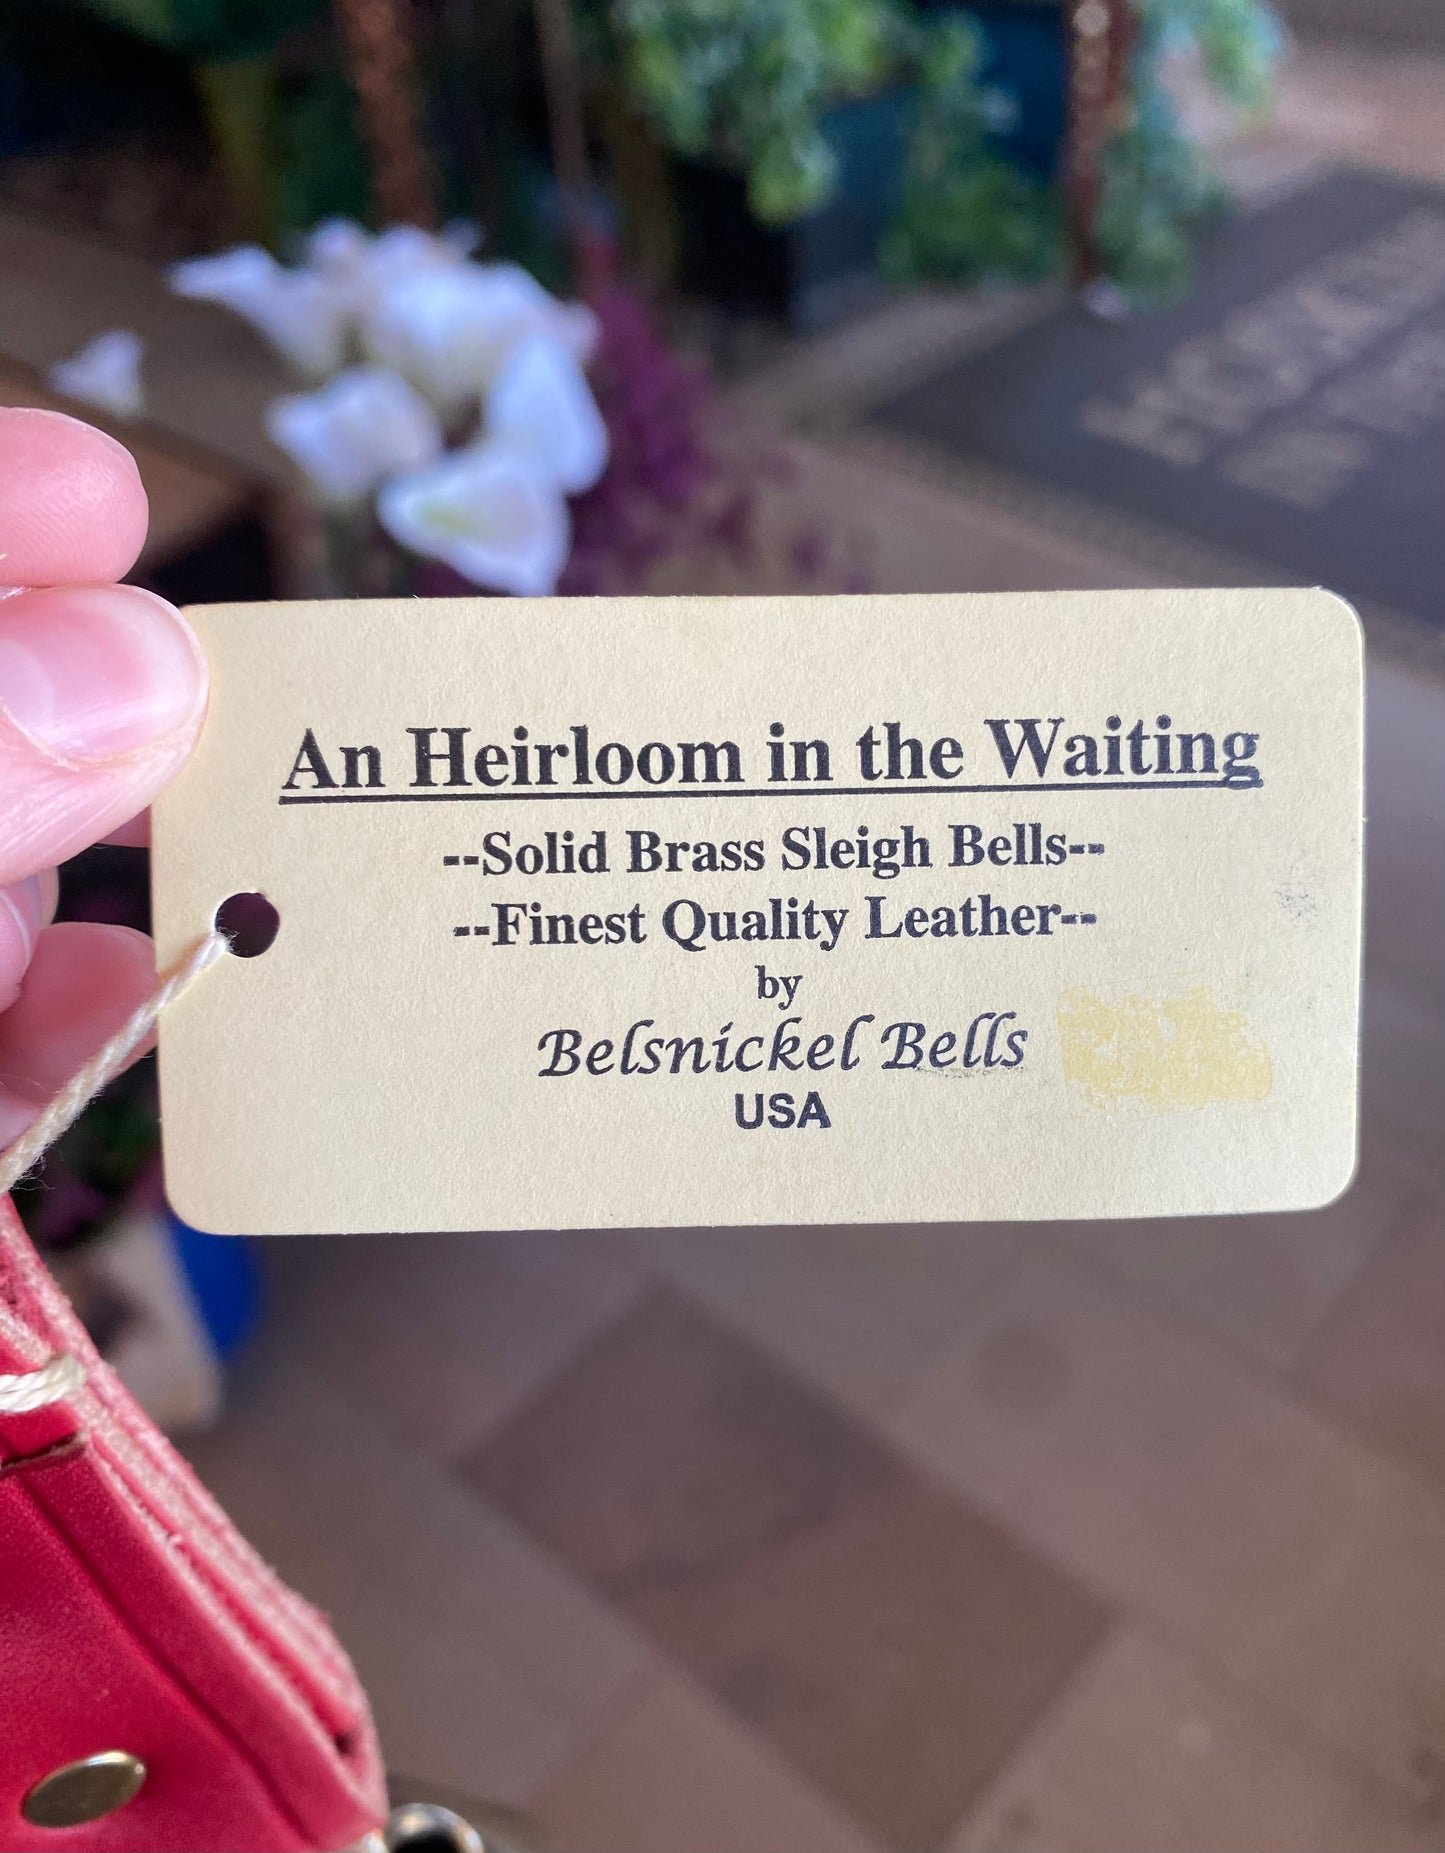 An Heirloom in the Waiting
--Solid Brass Sleigh Bells--
--Finest Quality Leather--
by
Belsnickel Bells
USA